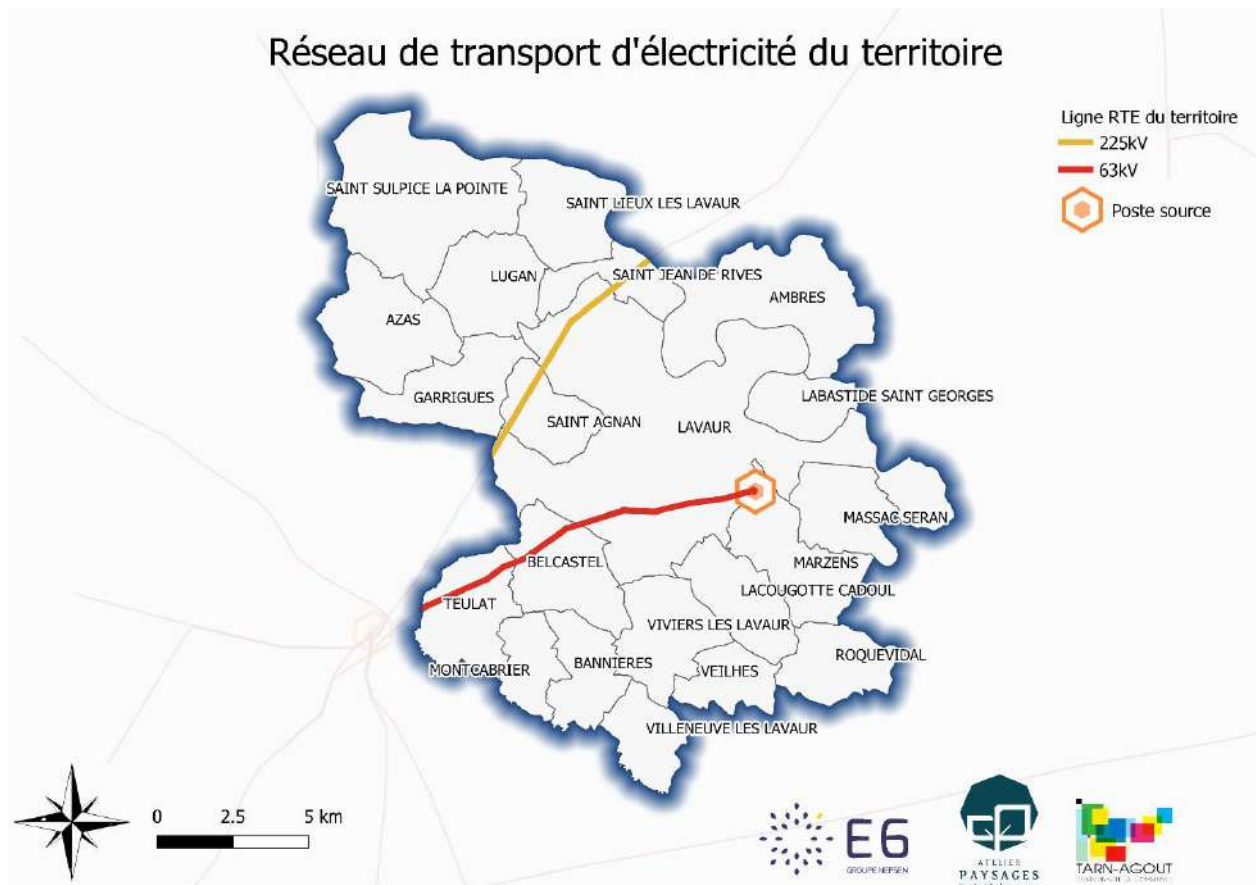 Réseau de transport d'électricité du territoire
Ligne RTE du territoire
225kV
63kV
Poste source
SAINT SULPICE LA POINTE
SAINT LIEUX LES LAVAUR
LUGAN
SAINT JEAN DE RIVES
AMBRES
AZAS
GARRIGUES
LABASTIDE SAINT GEORGES
SAINT AGNAN
LAVAUR
MASSAC SERAN
BELCASTEL
MARZENS
LACOUGOTTE CADOUL
TEULAT
VIVIERS LES LAVAUR
ROQUEVIDAL
MONTCABRIER
BANNIERES
VEILHES
VILLENEUVE LES LAVAUR
0 2.5 5 km
E6
GROUPE NEPSEN
ATELIER
PAYSAGES
TARN-AGOUT